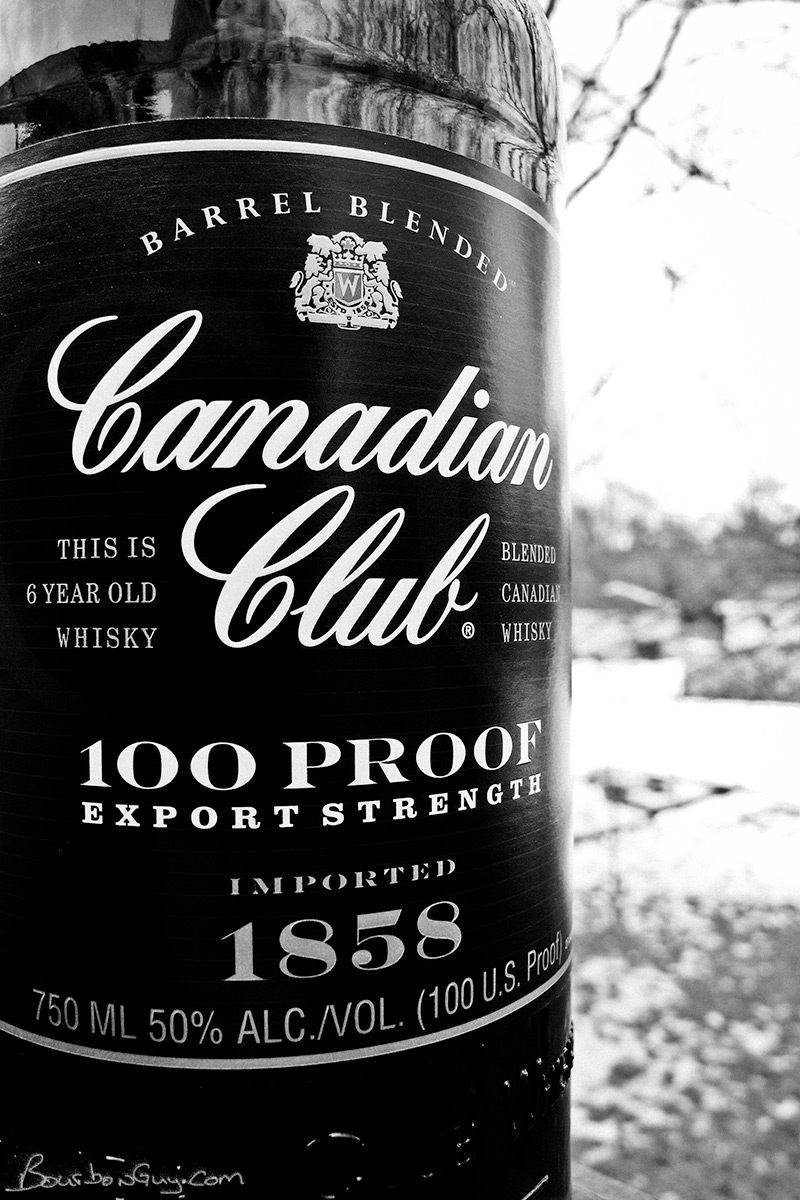 BARREL BLENDED™
W
Canadian
Club®
THIS IS
6 YEAR OLD
WHISKY
BLENDED
CANADIAN
WHISKY
100 PROOF
EXPORT STRENGTH
IMPORTED
1858
750 ML 50% ALC./VOL. (100 U.S. Proof)
BourbonGuy.com